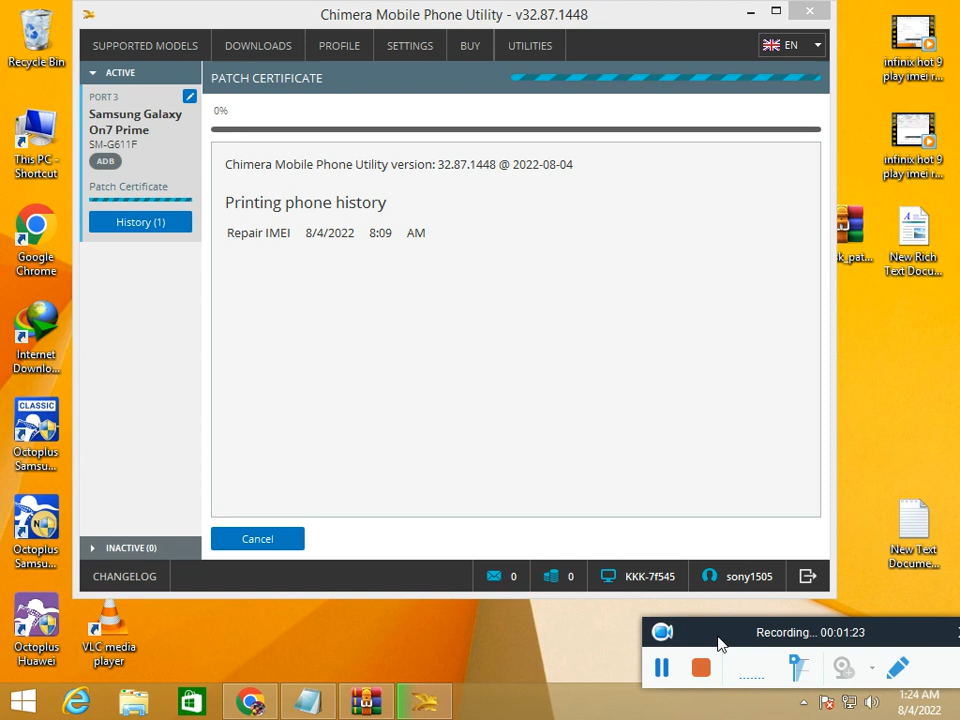 Chimera Mobile Phone Utility - v32.87.1448
SUPPORTED MODELS
DOWNLOADS
PROFILE
SETTINGS
BUY
UTILITIES
EN
ACTIVE
PORT 3
Samsung Galaxy
On7 Prime
SM-G611F
ADB
Patch Certificate
History (1)
INACTIVE (0)
PATCH CERTIFICATE
0%
Chimera Mobile Phone Utility version: 32.87.1448 @ 2022-08-04
Printing phone history
Repair IMEI 8/4/2022 8:09 AM
Cancel
CHANGELOG
0
0
KKK-7f545
sony1505
Recycle Bin
This PC -
Shortcut
Google
Chrome
Internet
Downlo...
CLASSIC
Octoplus
Samsu...
Octoplus
Samsu...
Octoplus
Huawei
VLC media
player
infinix hot 9
play imei r...
infinix hot 9
play imei r...
k_pat...
New Rich
Text Docu...
New Text
Docume...
Recording... 00:01:23
1:24 AM
8/4/2022